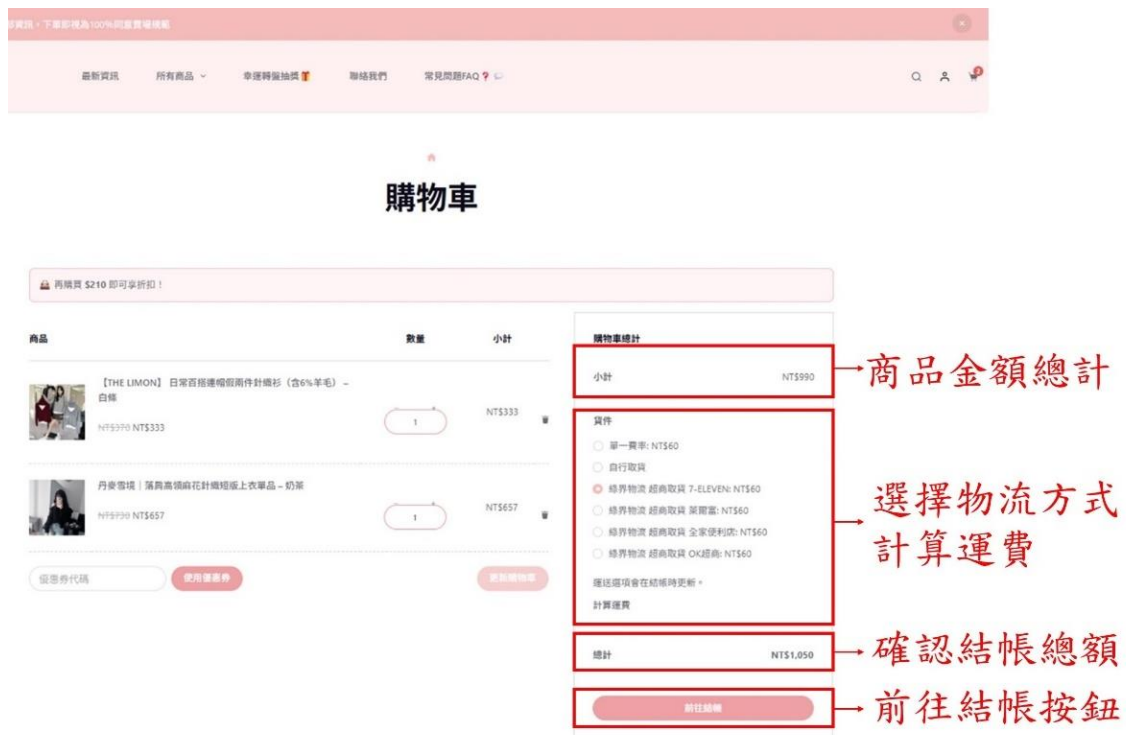 資訊，下單即視為100%同意賣場規範
最新資訊 所有商品 幸運轉盤抽獎🎁 聯絡我們 常見問題FAQ❓
2
購物車
再購買 $210 即可享折扣！
商品 數量 小計
【THE LIMON】 日常百搭連帽假兩件針織衫（含6%羊毛） –
白條
NT$370 NT$333
1
NT$333
丹麥雪境｜落肩高領麻花針織短版上衣單品 – 奶茶
NT$730 NT$657
1
NT$657
優惠券代碼 使用優惠券 更新購物車
購物車總計
小計 NT$990
貨件
單一費率: NT$60
自行取貨
綠界物流 超商取貨 7-ELEVEN: NT$60
綠界物流 超商取貨 萊爾富: NT$60
綠界物流 超商取貨 全家便利店: NT$60
綠界物流 超商取貨 OK超商: NT$60
運送選項會在結帳時更新。
計算運費
總計 NT$1,050
前往結帳
商品金額總計
選擇物流方式
計算運費
確認結帳總額
前往結帳按鈕